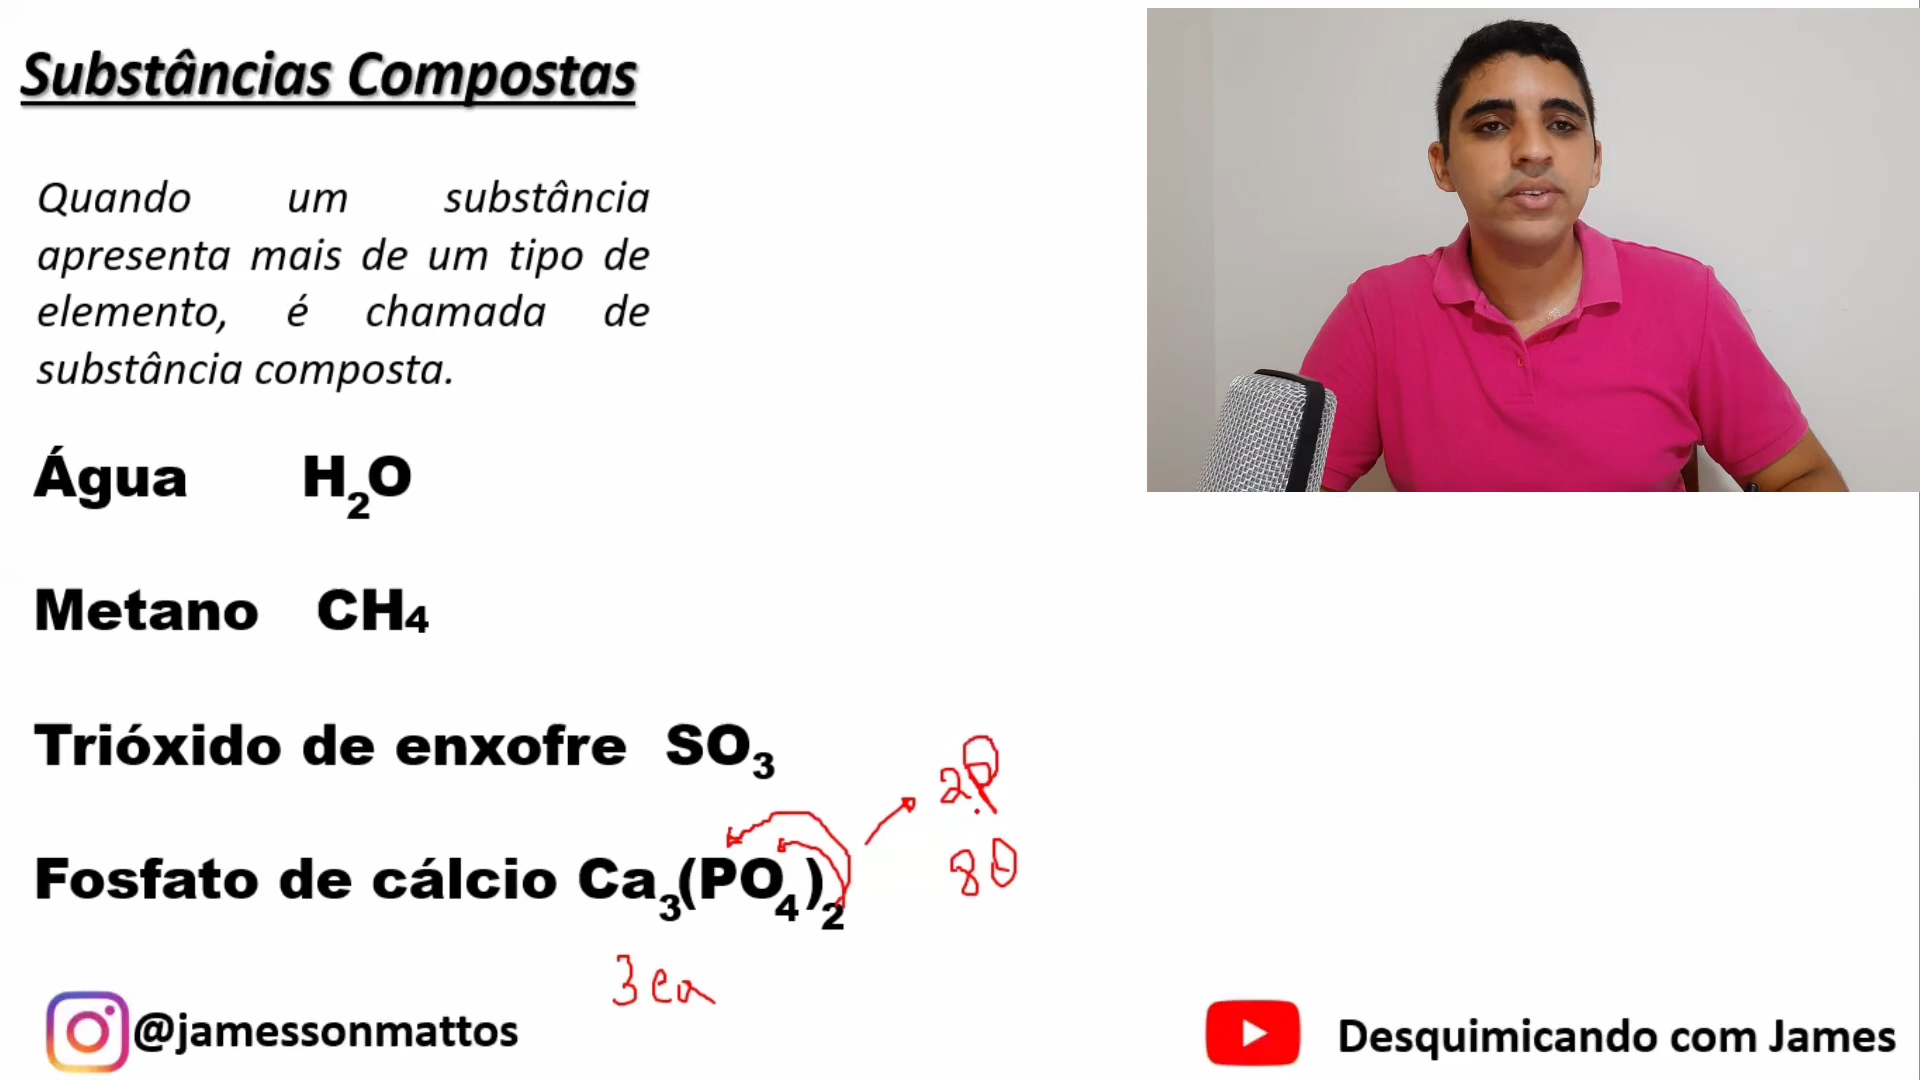 Substâncias Compostas
Quando um substância
apresenta mais de um tipo de
elemento, é chamada de
substância composta.
Água H₂O
Metano CH₄
Trióxido de enxofre SO₃
2P
Fosfato de cálcio Ca₃(PO₄)₂
8O
3Ca
@jamessonmattos
Desquimicando com James